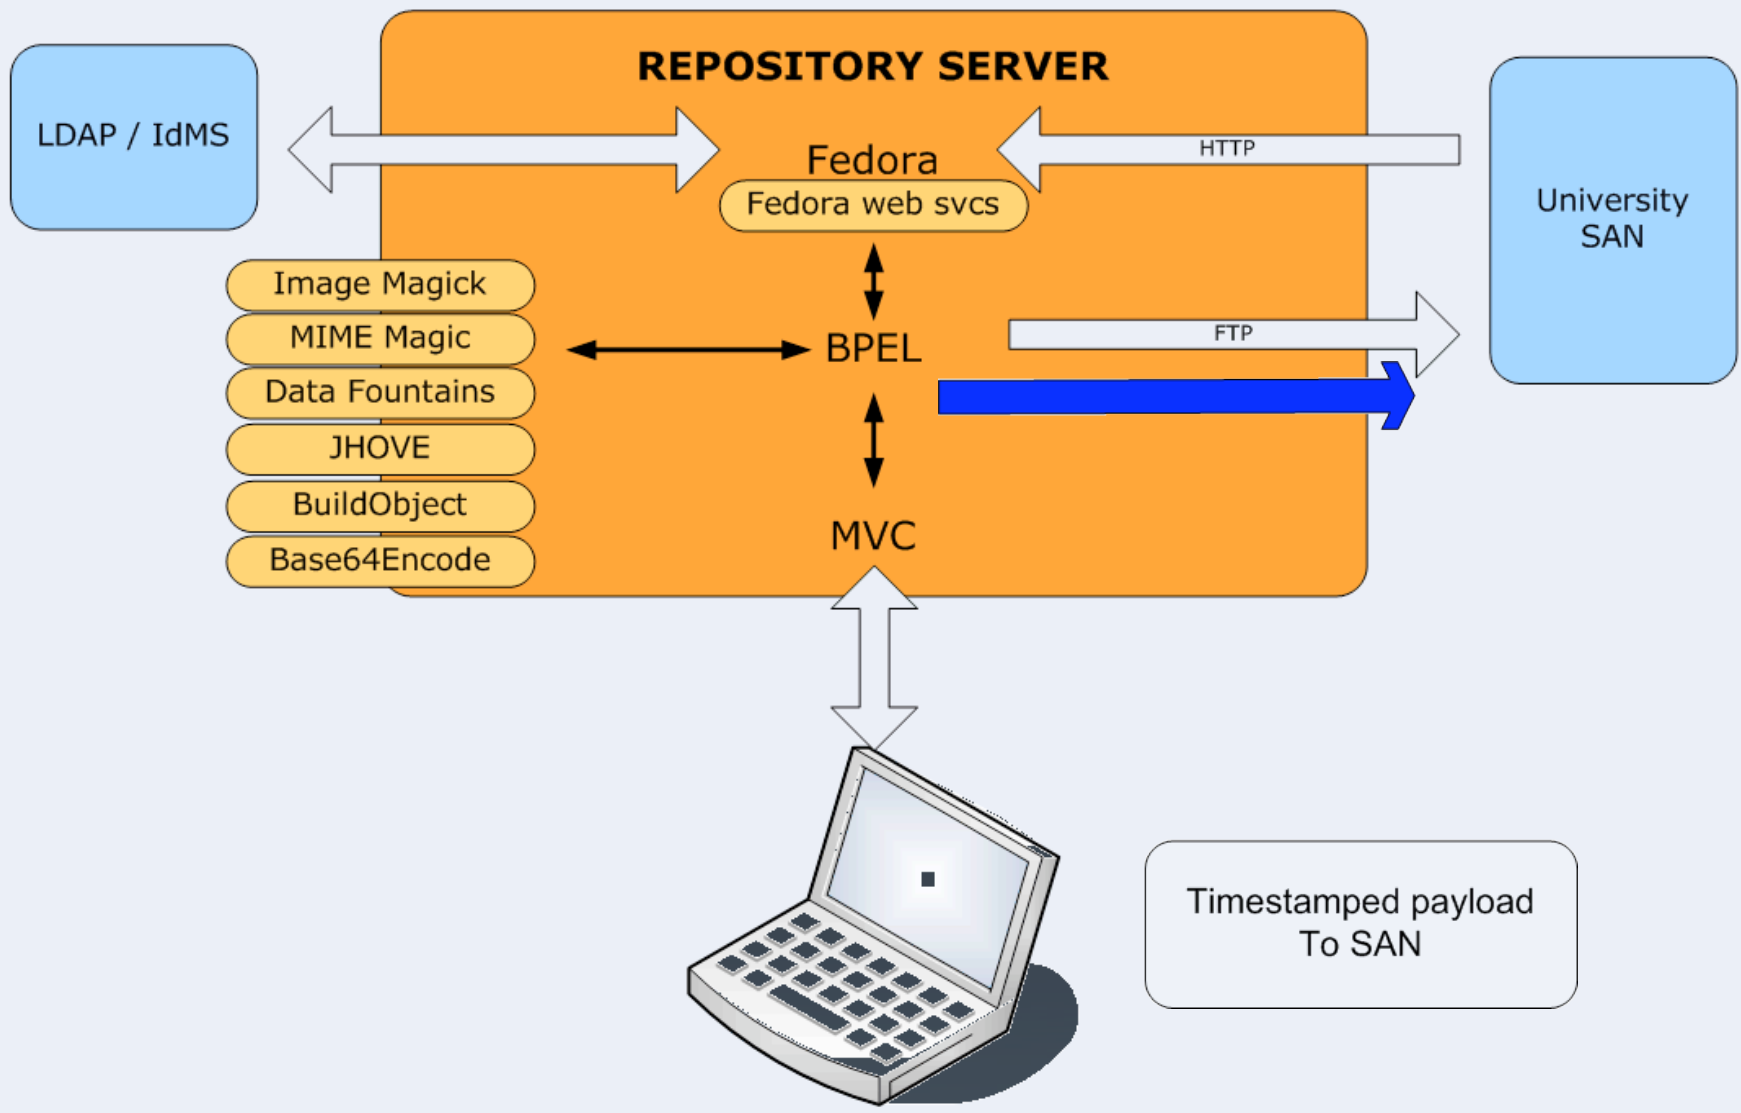 REPOSITORY SERVER
LDAP / IdMS
HTTP
Fedora
Fedora web svcs
University
SAN
Image Magick
MIME Magic
Data Fountains
JHOVE
BuildObject
Base64Encode
BPEL
FTP
MVC
Timestamped payload
To SAN